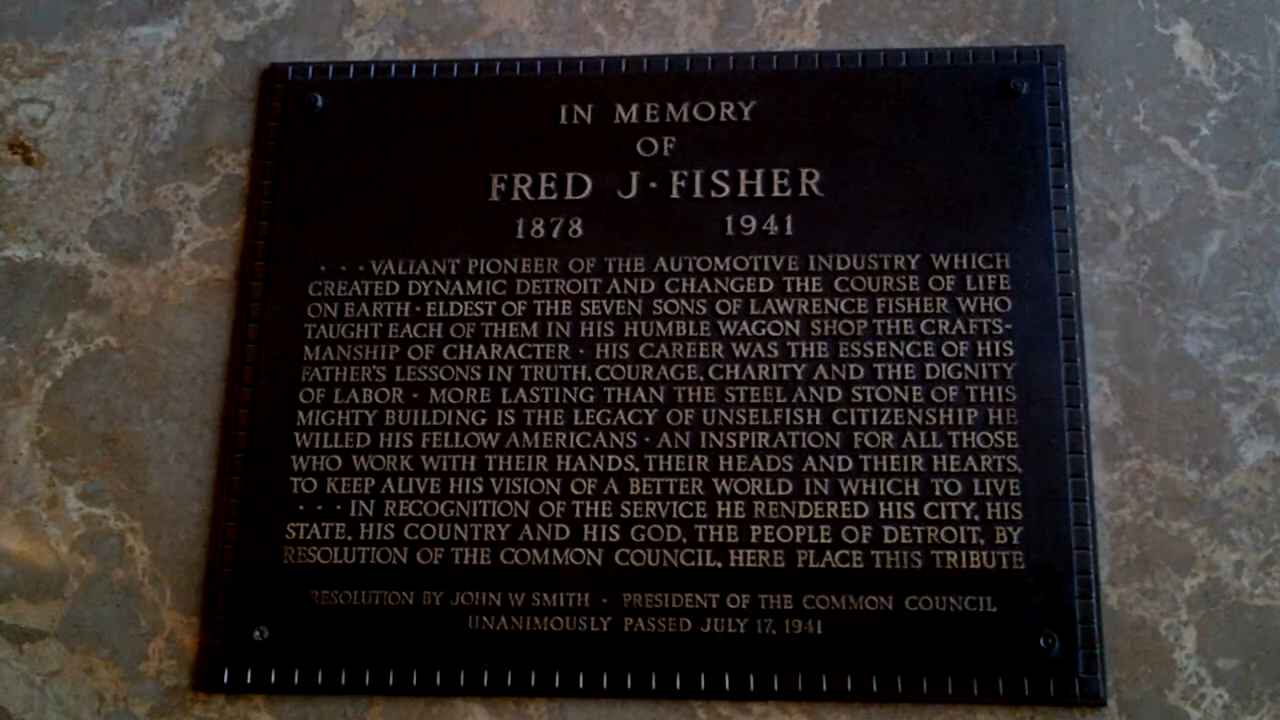 IN MEMORY
OF
FRED J · FISHER
1878 1941
· · · VALIANT PIONEER OF THE AUTOMOTIVE INDUSTRY WHICH
CREATED DYNAMIC DETROIT AND CHANGED THE COURSE OF LIFE
ON EARTH · ELDEST OF THE SEVEN SONS OF LAWRENCE FISHER WHO
TAUGHT EACH OF THEM IN HIS HUMBLE WAGON SHOP THE CRAFTS-
MANSHIP OF CHARACTER · HIS CAREER WAS THE ESSENCE OF HIS
FATHER'S LESSONS IN TRUTH, COURAGE, CHARITY AND THE DIGNITY
OF LABOR · MORE LASTING THAN THE STEEL AND STONE OF THIS
MIGHTY BUILDING IS THE LEGACY OF UNSELFISH CITIZENSHIP HE
WILLED HIS FELLOW AMERICANS · AN INSPIRATION FOR ALL THOSE
WHO WORK WITH THEIR HANDS, THEIR HEADS AND THEIR HEARTS,
TO KEEP ALIVE HIS VISION OF A BETTER WORLD IN WHICH TO LIVE
· · · IN RECOGNITION OF THE SERVICE HE RENDERED HIS CITY, HIS
STATE, HIS COUNTRY AND HIS GOD, THE PEOPLE OF DETROIT, BY
RESOLUTION OF THE COMMON COUNCIL, HERE PLACE THIS TRIBUTE
RESOLUTION BY JOHN W SMITH · PRESIDENT OF THE COMMON COUNCIL
UNANIMOUSLY PASSED JULY 17, 1941